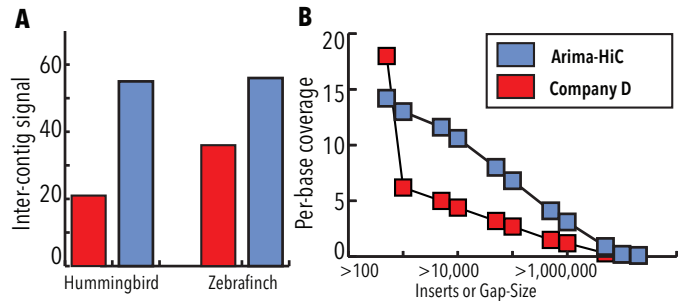 A
Inter-contig signal
60
40
20
0
Hummingbird
Zebrafinch
B
Per-base coverage
20
15
10
5
0
Arima-HiC
Company D
>100
>10,000
>1,000,000
Inserts or Gap-Size